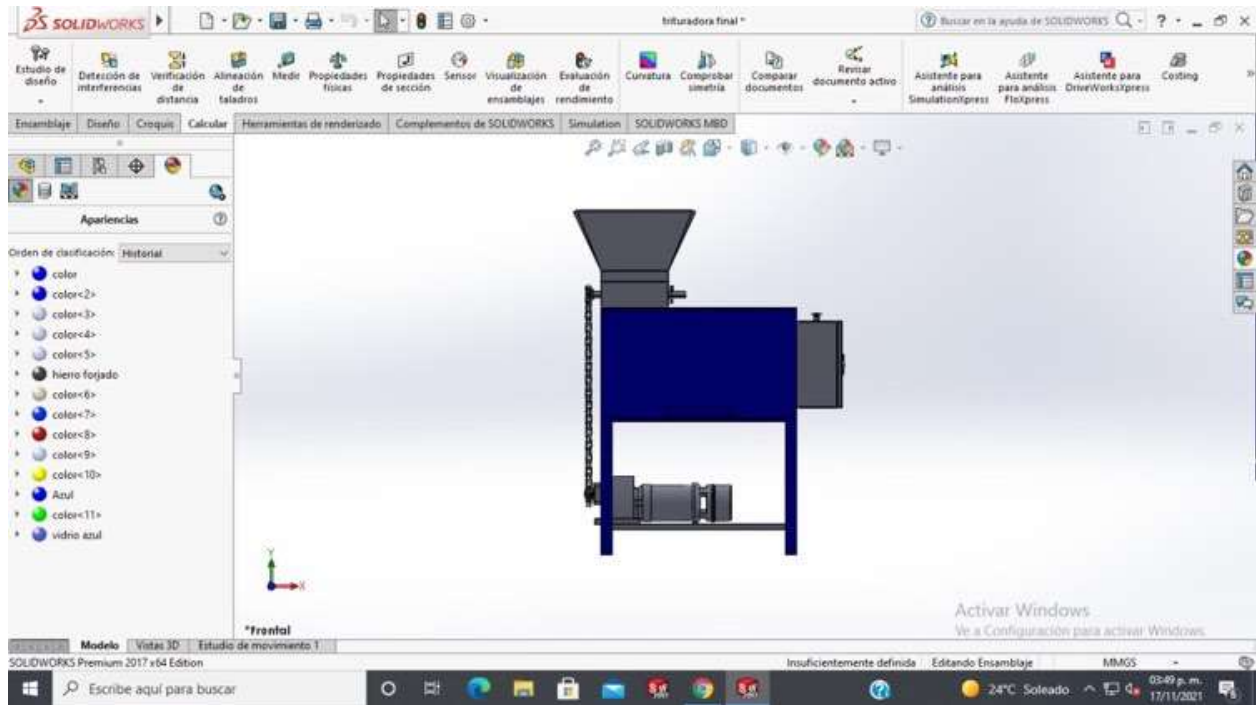 SOLIDWORKS
trituradora final *
Buscar en la ayuda de SOLIDWORKS
Estudio de diseño
Detección de interferencias
Verificación de distancia
Alineación de taladros
Medir
Propiedades físicas
Propiedades de sección
Sensor
Visualización de ensamblajes
Evaluación de rendimiento
Curvatura
Comprobar simetría
Comparar documentos
Revisar documento activo
Asistente para análisis SimulationXpress
Asistente para análisis FloXpress
Asistente para DriveWorksXpress
Costing
Ensamblaje
Diseño
Croquis
Calcular
Herramientas de renderizado
Complementos de SOLIDWORKS
Simulation
SOLIDWORKS MBD
Apariencias
Orden de clasificación: Historial
color
color<2>
color<3>
color<4>
color<5>
hierro forjado
color<6>
color<7>
color<8>
color<9>
color<10>
Azul
color<11>
vidrio azul
Y
X
*Frontal
Activar Windows
Ve a Configuración para activar Windows.
Modelo
Vistas 3D
Estudio de movimiento 1
SOLIDWORKS Premium 2017 x64 Edition
Insuficientemente definida
Editando Ensamblaje
MMGS
Escribe aquí para buscar
24°C Soleado
03:49 p. m.
17/11/2021